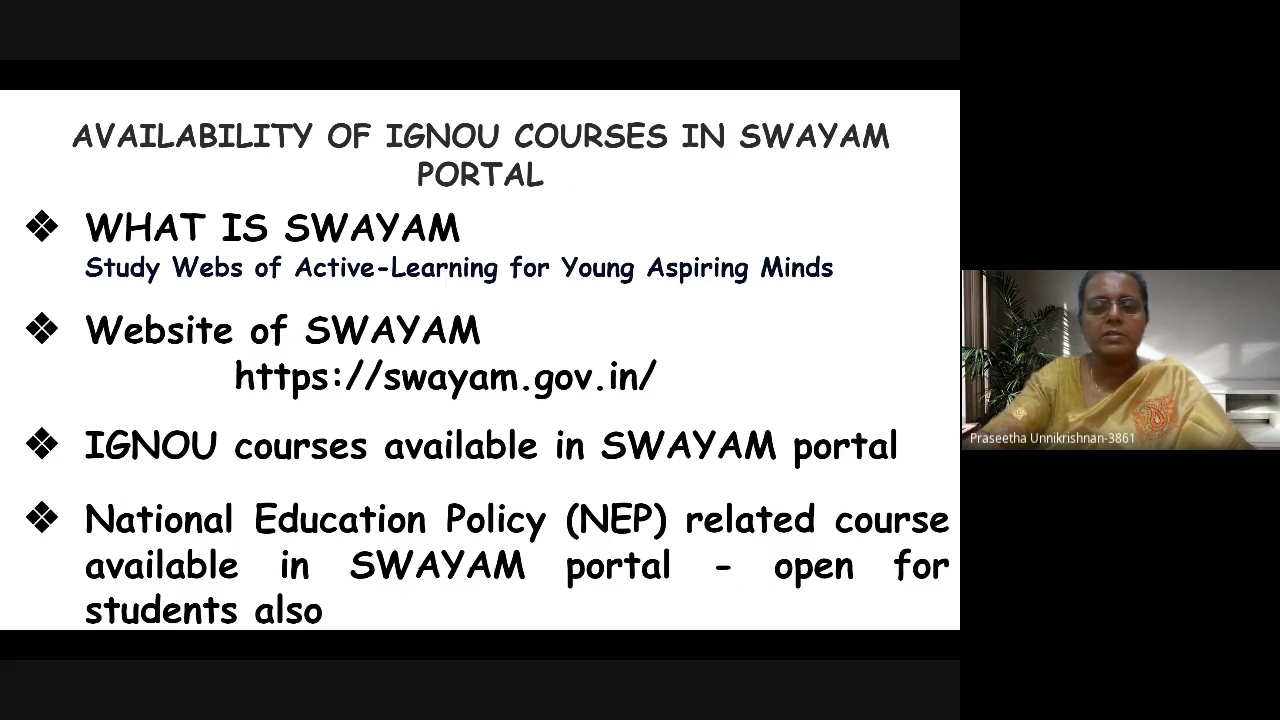 AVAILABILITY OF IGNOU COURSES IN SWAYAM
PORTAL
❖ WHAT IS SWAYAM
Study Webs of Active-Learning for Young Aspiring Minds
❖ Website of SWAYAM
https://swayam.gov.in/
❖ IGNOU courses available in SWAYAM portal
❖ National Education Policy (NEP) related course
available in SWAYAM portal - open for
students also
Praseetha Unnikrishnan-3861